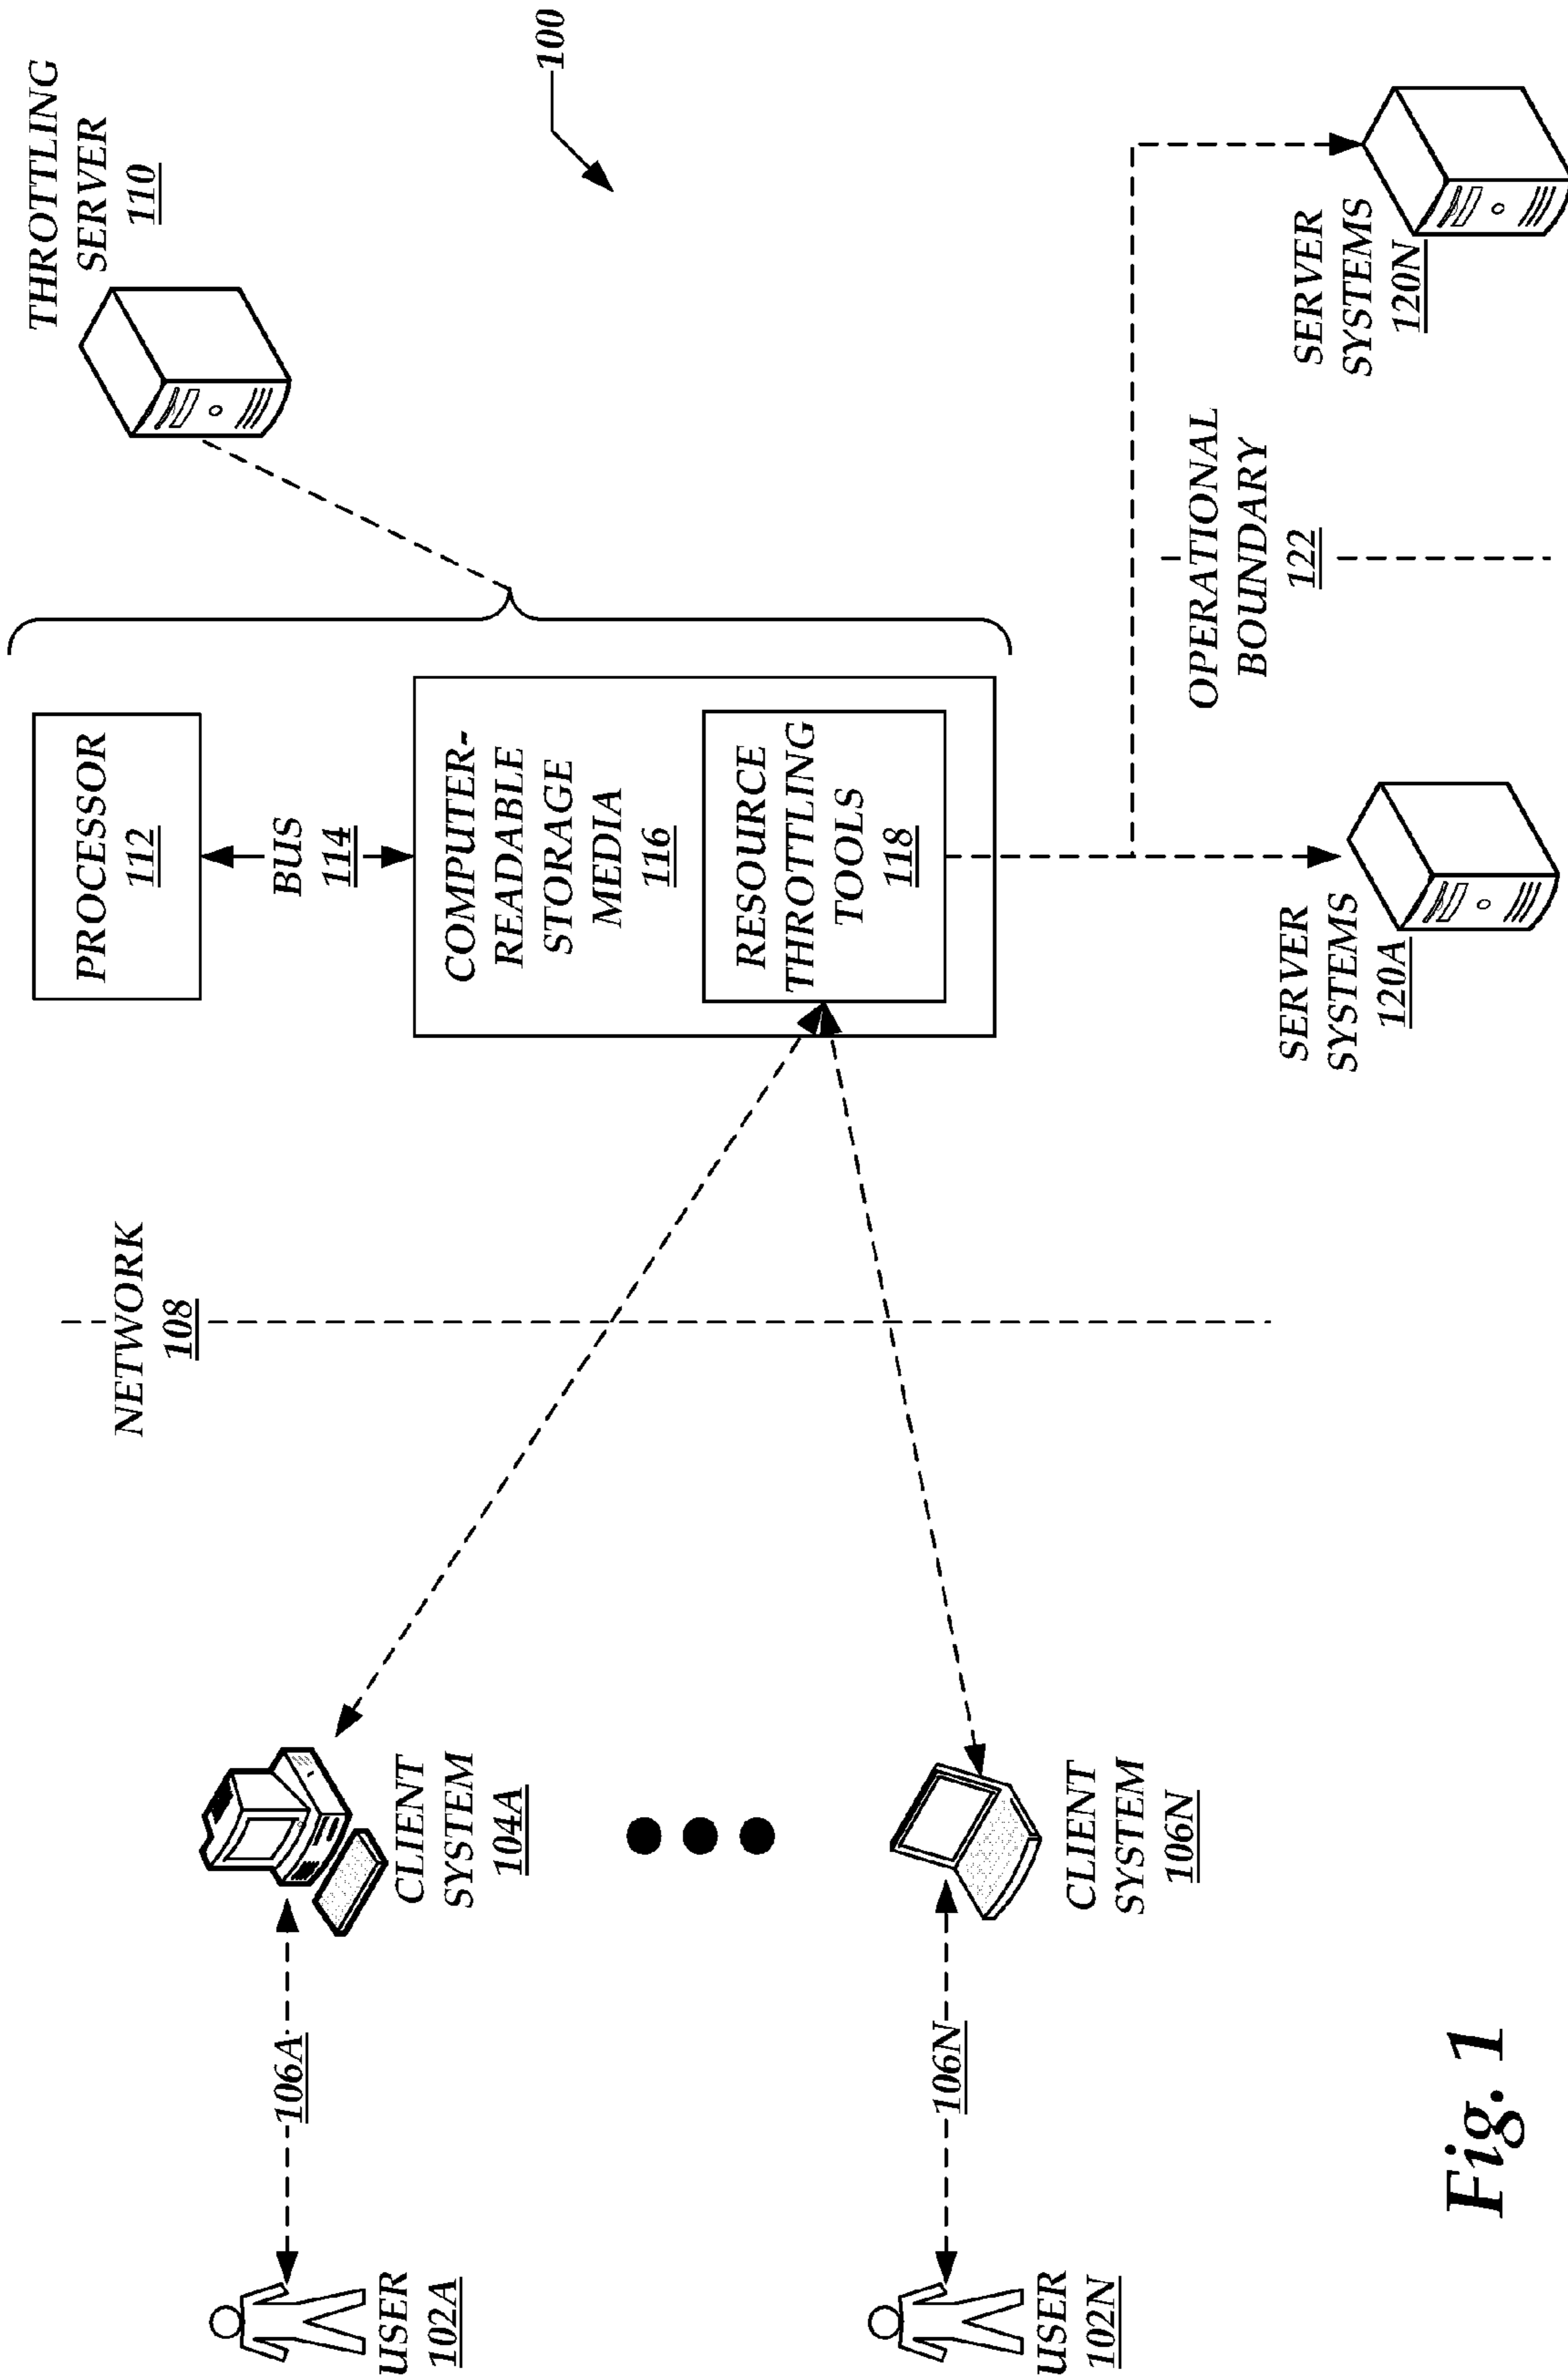 THROTTLING
SERVER
110
100
PROCESSOR
112
BUS
114
COMPUTER-
READABLE
STORAGE
MEDIA
116
RESOURCE
THROTTLING
TOOLS
118
NETWORK
108
106A
USER
102A
CLIENT
SYSTEM
104A
106N
USER
102N
CLIENT
SYSTEM
106N
OPERATIONAL
BOUNDARY
122
SERVER
SYSTEMS
120A
SERVER
SYSTEMS
120N
Fig. 1